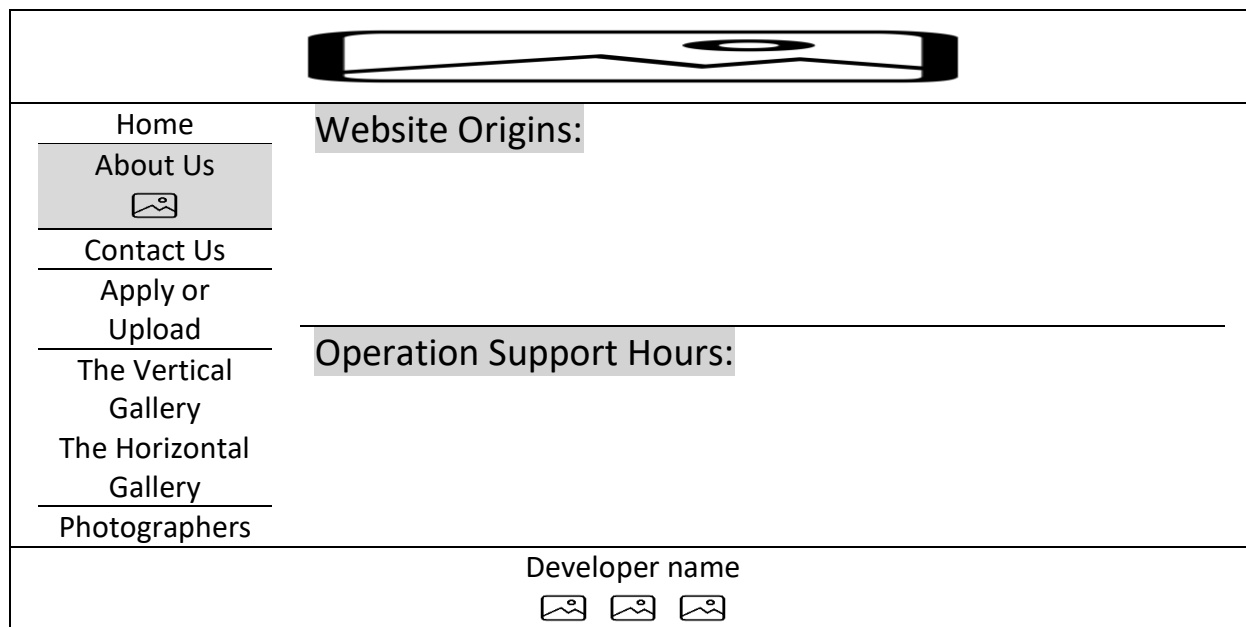 Home
About Us
Contact Us
Apply or
Upload
The Vertical
Gallery
The Horizontal
Gallery
Photographers
Website Origins:
Operation Support Hours:
Developer name